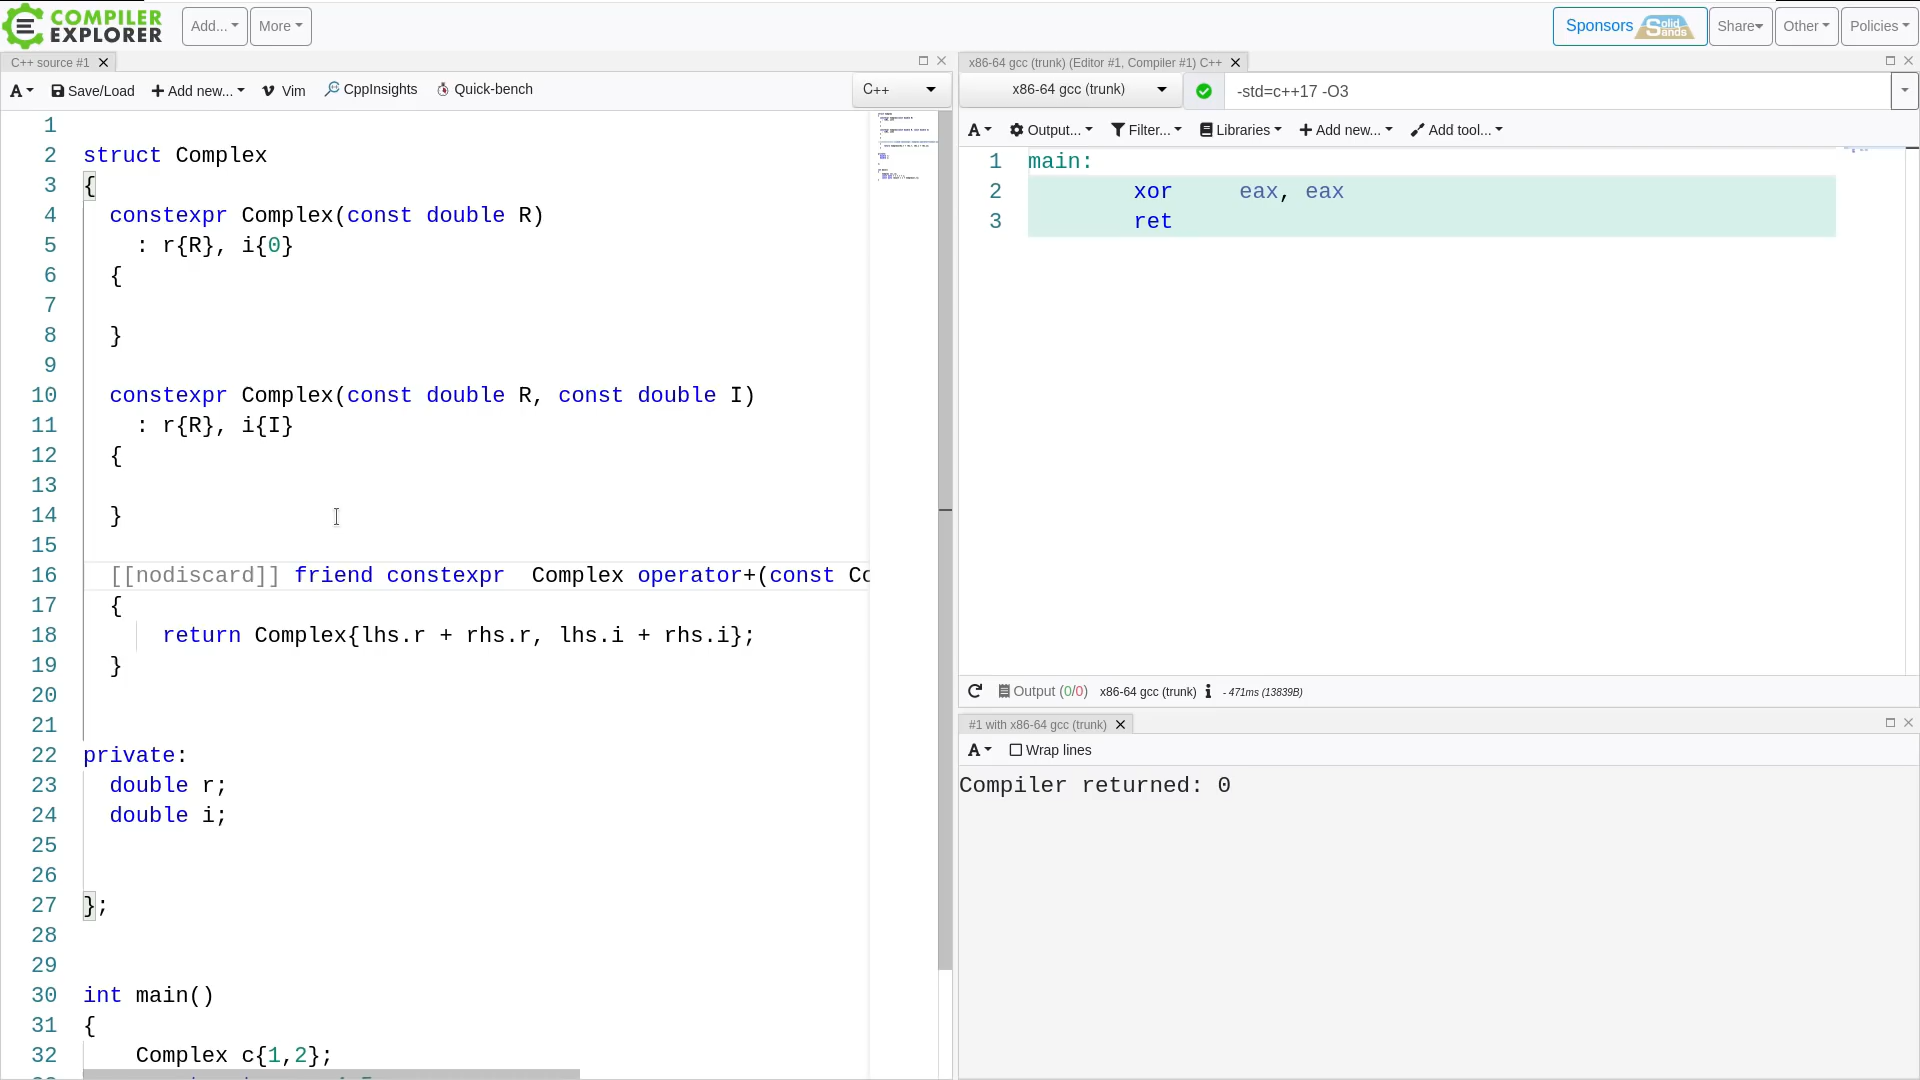 COMPILER
EXPLORER
Add...
More
Sponsors
Solid
Sands
Share
Other
Policies
C++ source #1
A
Save/Load
Add new...
Vim
CppInsights
Quick-bench
C++
1
2 struct Complex
3 {
4 constexpr Complex(const double R)
5 : r{R}, i{0}
6 {
7
8 }
9
10 constexpr Complex(const double R, const double I)
11 : r{R}, i{I}
12 {
13
14 }
15
16 [[nodiscard]] friend constexpr  Complex operator+(const Co
17 {
18 return Complex{lhs.r + rhs.r, lhs.i + rhs.i};
19 }
20
21
22 private:
23 double r;
24 double i;
25
26
27 };
28
29
30 int main()
31 {
32 Complex c{1,2};
x86-64 gcc (trunk) (Editor #1, Compiler #1) C++
x86-64 gcc (trunk)
-std=c++17 -O3
A
Output...
Filter...
Libraries
Add new...
Add tool...
1 main:
2 xor eax, eax
3 ret
Output (0/0) x86-64 gcc (trunk) i - 471ms (13839B)
#1 with x86-64 gcc (trunk)
A
Wrap lines
Compiler returned: 0